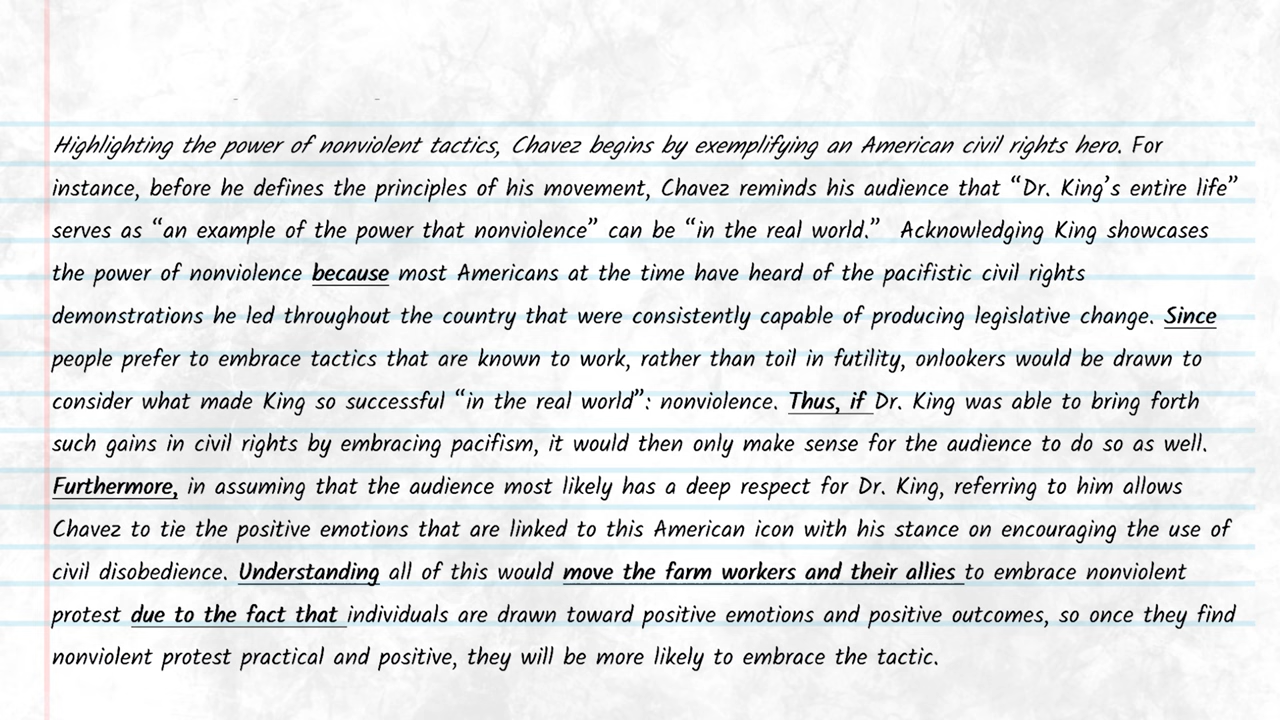 Highlighting the power of nonviolent tactics, Chavez begins by exemplifying an American civil rights hero. For
instance, before he defines the principles of his movement, Chavez reminds his audience that “Dr. King’s entire life”
serves as “an example of the power that nonviolence” can be “in the real world.”  Acknowledging King showcases
the power of nonviolence because most Americans at the time have heard of the pacifistic civil rights
demonstrations he led throughout the country that were consistently capable of producing legislative change. Since
people prefer to embrace tactics that are known to work, rather than toil in futility, onlookers would be drawn to
consider what made King so successful “in the real world”: nonviolence. Thus, if Dr. King was able to bring forth
such gains in civil rights by embracing pacifism, it would then only make sense for the audience to do so as well.
Furthermore, in assuming that the audience most likely has a deep respect for Dr. King, referring to him allows
Chavez to tie the positive emotions that are linked to this American icon with his stance on encouraging the use of
civil disobedience. Understanding all of this would move the farm workers and their allies to embrace nonviolent
protest due to the fact that individuals are drawn toward positive emotions and positive outcomes, so once they find
nonviolent protest practical and positive, they will be more likely to embrace the tactic.